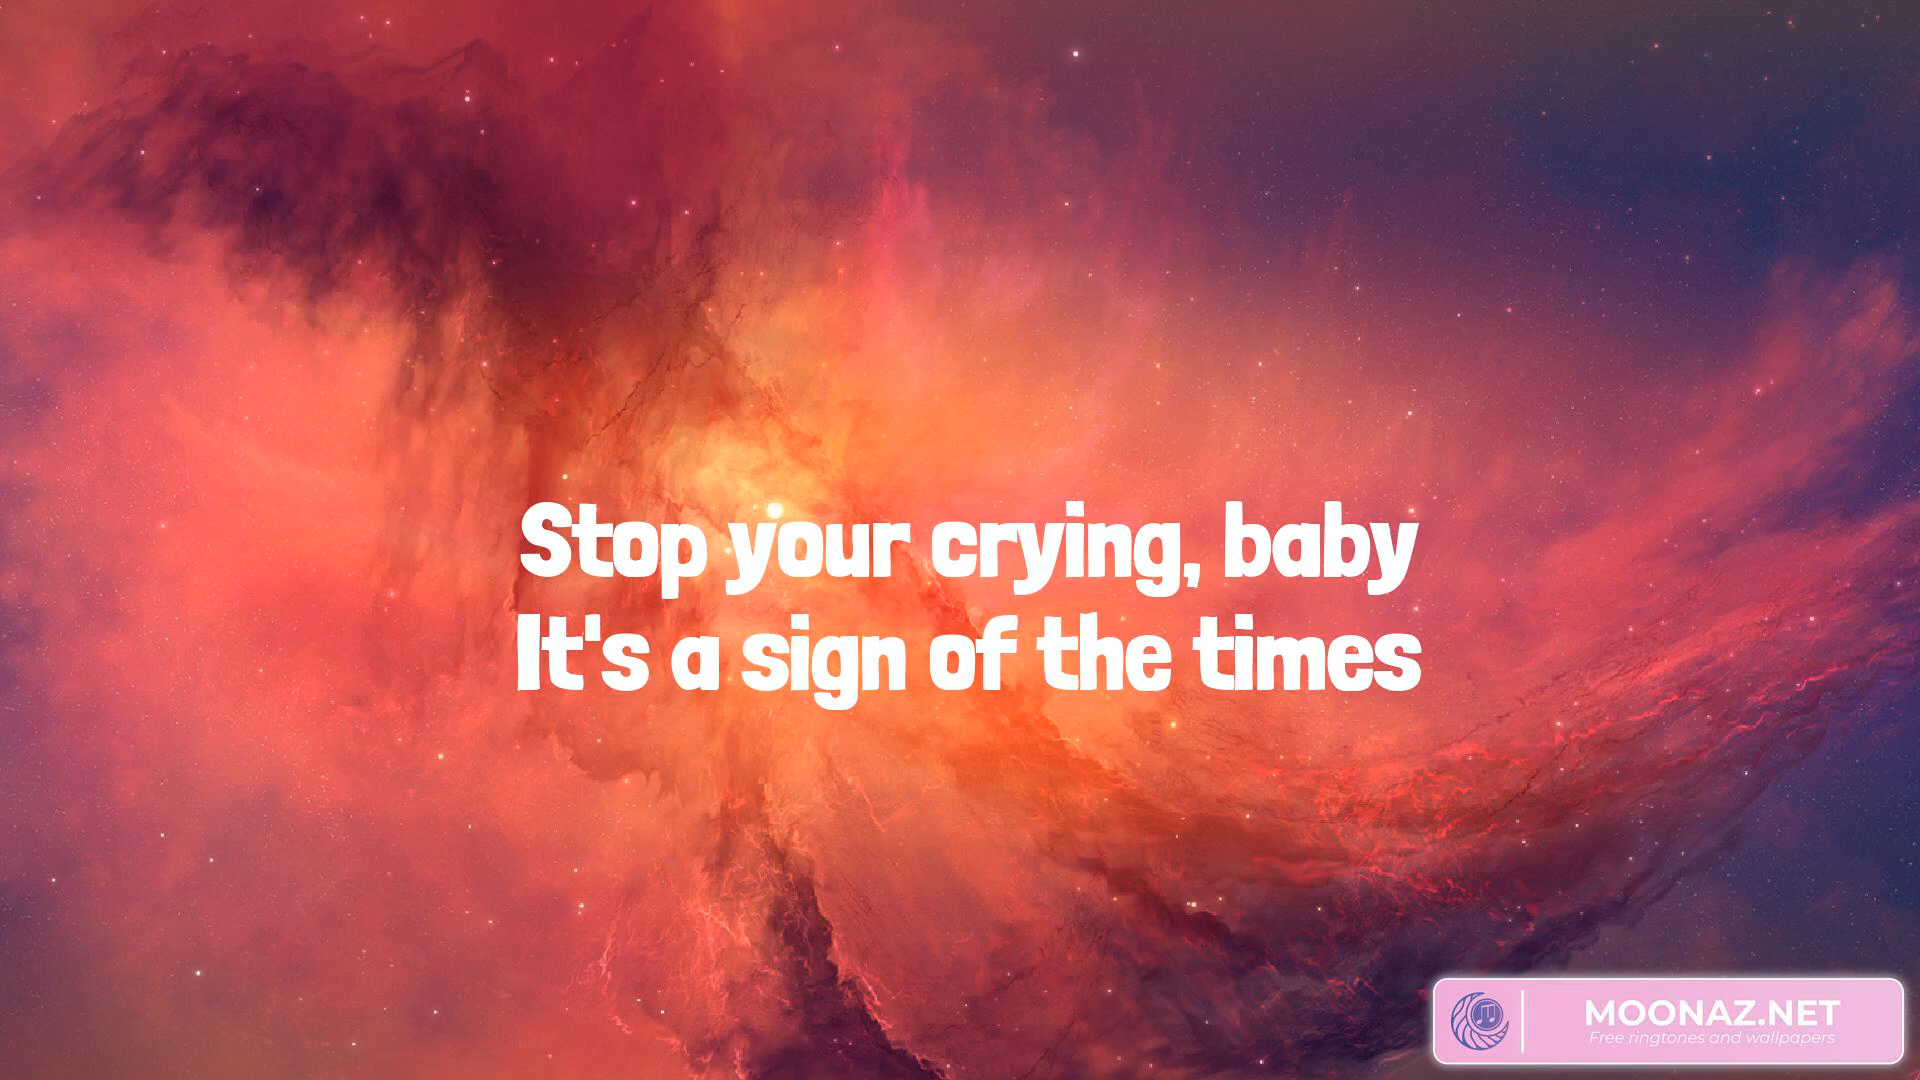 Stop your crying, baby
It's a sign of the times
MOONAZ.NET
Free ringtones and wallpapers